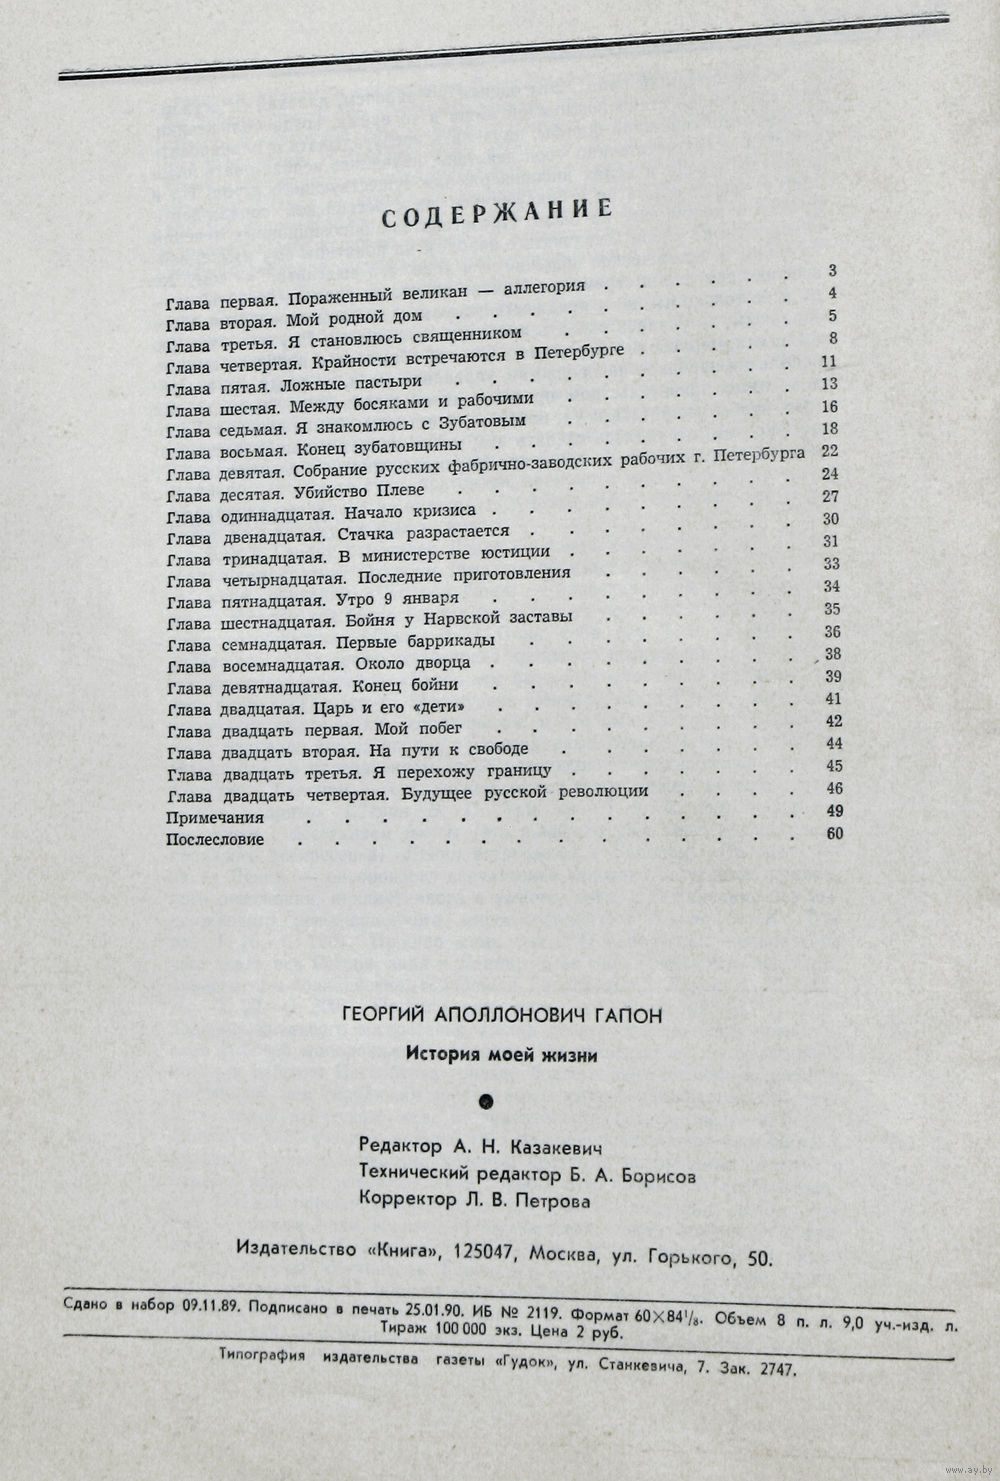 СОДЕРЖАНИЕ
Глава первая. Пораженный великан — аллегория . . . . . . 3
Глава вторая. Мой родной дом . . . . . . . . . . 4
Глава третья. Я становлюсь священником . . . . . . . 5
Глава четвертая. Крайности встречаются в Петербурге . . . . . 8
Глава пятая. Ложные пастыри . . . . . . . . . . 11
Глава шестая. Между босяками и рабочими . . . . . . . 13
Глава седьмая. Я знакомлюсь с Зубатовым . . . . . . . 16
Глава восьмая. Конец зубатовщины . . . . . . . . . 18
Глава девятая. Собрание русских фабрично-заводских рабочих г. Петербурга 22
Глава десятая. Убийство Плеве . . . . . . . . . . 24
Глава одиннадцатая. Начало кризиса . . . . . . . . . 27
Глава двенадцатая. Стачка разрастается . . . . . . . . 30
Глава тринадцатая. В министерстве юстиции . . . . . . . 31
Глава четырнадцатая. Последние приготовления . . . . . . 33
Глава пятнадцатая. Утро 9 января . . . . . . . . . 34
Глава шестнадцатая. Бойня у Нарвской заставы . . . . . . 35
Глава семнадцатая. Первые баррикады . . . . . . . . 36
Глава восемнадцатая. Около дворца . . . . . . . . . 38
Глава девятнадцатая. Конец бойни . . . . . . . . . 39
Глава двадцатая. Царь и его «дети» . . . . . . . . . 41
Глава двадцать первая. Мой побег . . . . . . . . . 42
Глава двадцать вторая. На пути к свободе . . . . . . . 44
Глава двадцать третья. Я перехожу границу . . . . . . . 45
Глава двадцать четвертая. Будущее русской революции . . . . 46
Примечания . . . . . . . . . . . . . . 49
Послесловие . . . . . . . . . . . . . . 60
ГЕОРГИЙ АПОЛЛОНОВИЧ ГАПОН
История моей жизни
Редактор А. Н. Казакевич
Технический редактор Б. А. Борисов
Корректор Л. В. Петрова
Издательство «Книга», 125047, Москва, ул. Горького, 50.
Сдано в набор 09.11.89. Подписано в печать 25.01.90. ИБ № 2119. Формат 60×84¹/₈. Объем 8 п. л. 9,0 уч.-изд. л.
Тираж 100 000 экз. Цена 2 руб.
Типография издательства газеты «Гудок», ул. Станкевича, 7. Зак. 2747.
www.ay.by